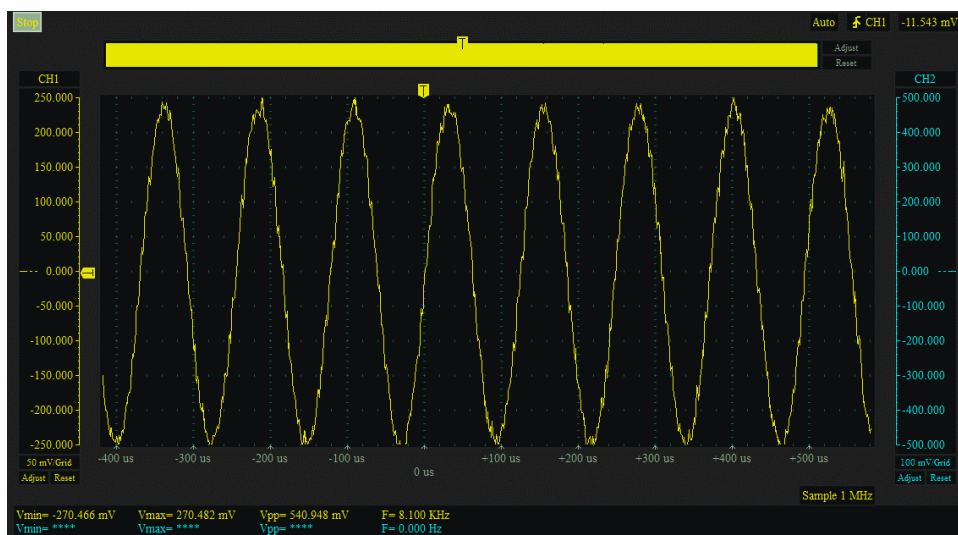 Stop
Auto CH1 -11.543 mV
T
Adjust
Reset
CH1
CH2
T
250.000
200.000
150.000
100.000
50.000
0.000
-50.000
-100.000
-150.000
-200.000
-250.000
500.000
400.000
300.000
200.000
100.000
0.000
-100.000
-200.000
-300.000
-400.000
-500.000
-400 us -300 us -200 us -100 us 0 us +100 us +200 us +300 us +400 us +500 us
50 mV/Grid
Adjust Reset
100 mV/Grid
Adjust Reset
Sample 1 MHz
Vmin= -270.466 mV Vmax= 270.482 mV Vpp= 540.948 mV F= 8.100 KHz
Vmin= **** Vmax= **** Vpp= **** F= 0.000 Hz